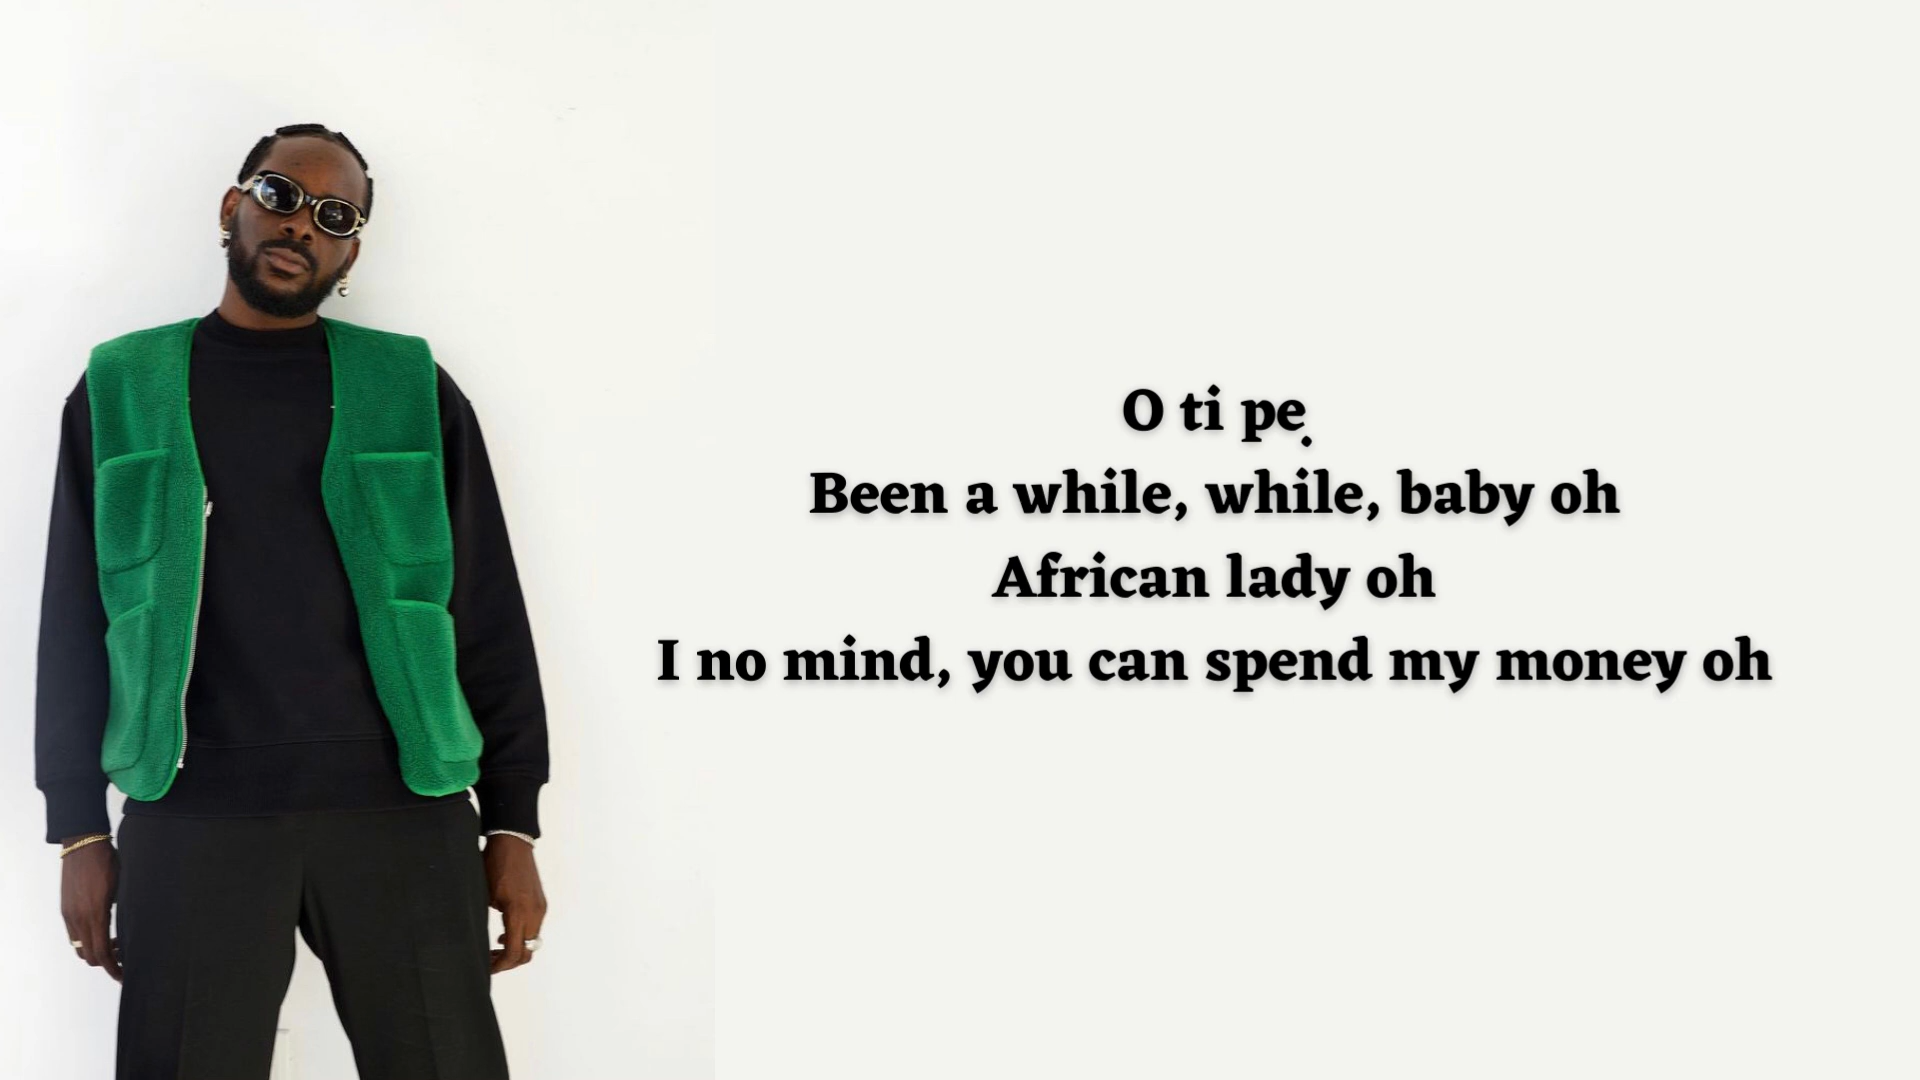 O ti pẹ
Been a while, while, baby oh
African lady oh
I no mind, you can spend my money oh